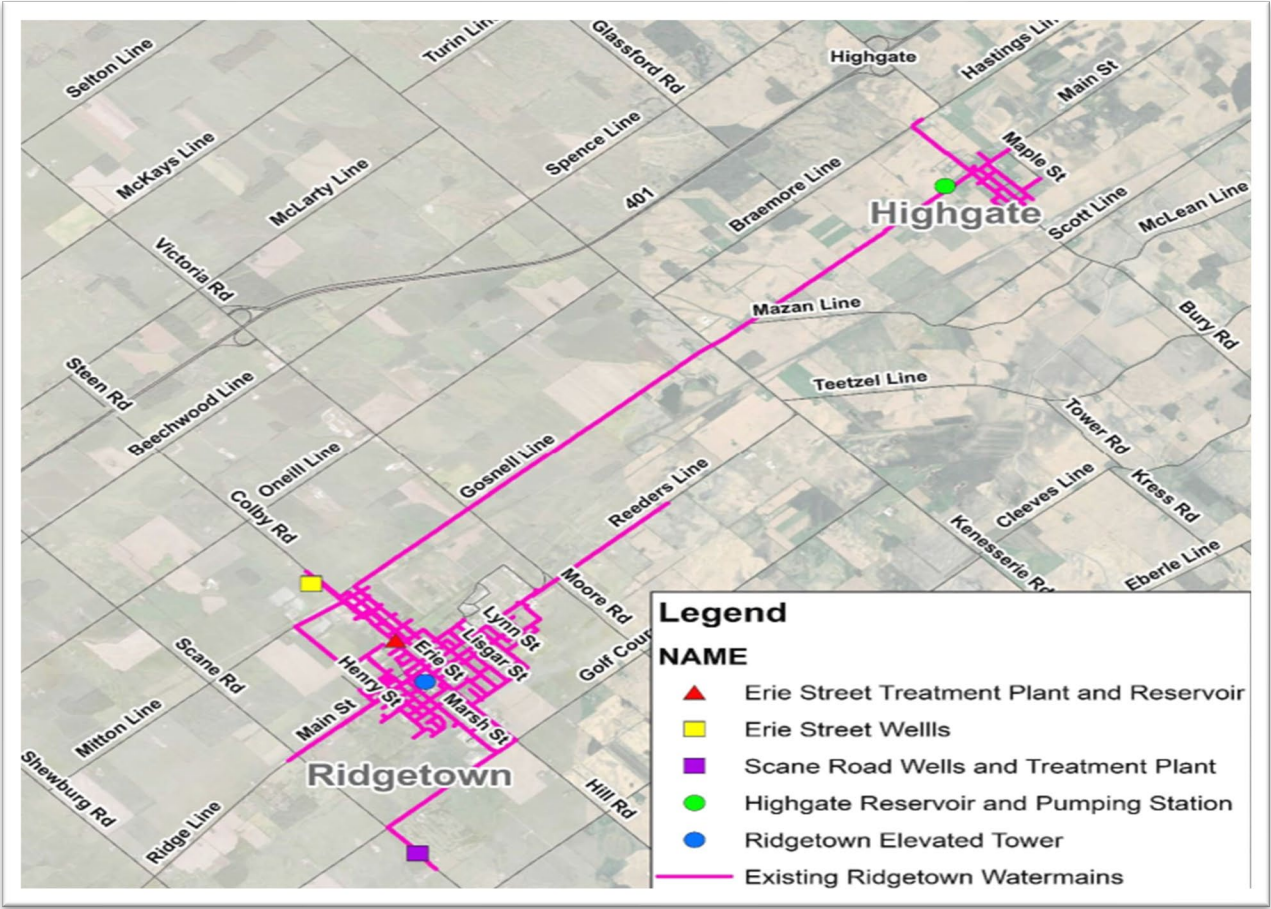 Selton Line
Turin Lin
Glassford Rd
Highgate
Hastings Lin
Main St
McKays Line
McLarty Line
Spence Line
401
Braemore Line
Maple St
Highgate
Scott Line
McLean Line
Victoria Rd
Mazan Line
Bury Rd
Steen Rd
Beechwood Line
Teetzel Line
Tower Rd
Oneill Line
Gosnell Line
Reeders Line
Cleeves Line
Kress Rd
Colby Rd
Kenesserie Rd
Eberle Line
Moore Rd
Lynn St
Lisgar St
Golf Cour
Scane Rd
Henry St
Erie St
Main St
Marsh St
Mitton Line
Ridgetown
Shewburg Rd
Ridge Line
Hill Rd
Legend
NAME
Erie Street Treatment Plant and Reservoir
Erie Street Wellls
Scane Road Wells and Treatment Plant
Highgate Reservoir and Pumping Station
Ridgetown Elevated Tower
Existing Ridgetown Watermains